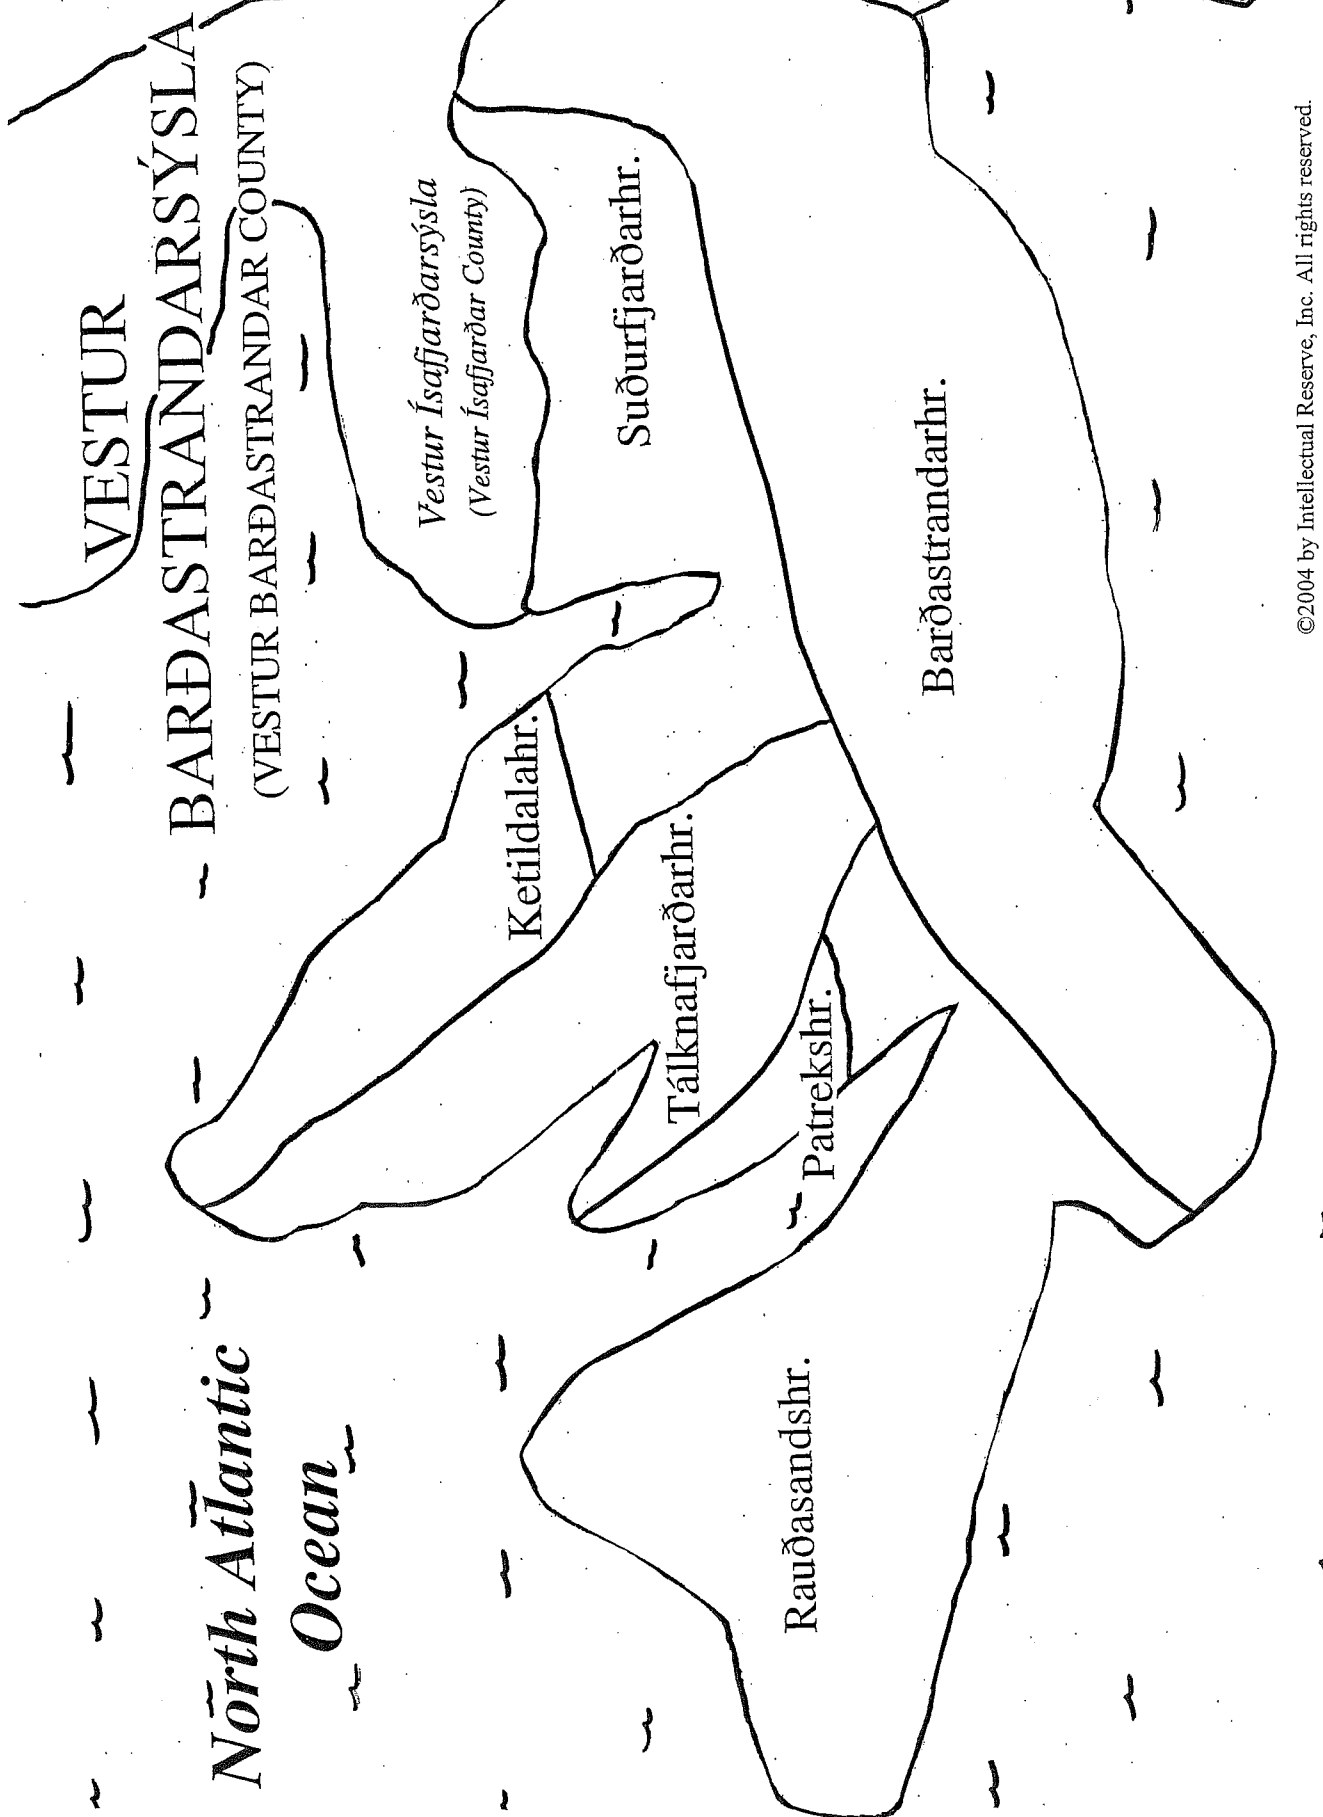 VESTUR
BARÐASTRANDARSÝSLA
(VESTUR BARÐASTRANDAR COUNTY)
North Atlantic
Ocean
Vestur Ísafjarðarsýsla
(Vestur Ísafjarðar County)
Ketildalahr.
Suðurfjarðarhr.
Tálknafjarðarhr.
Patrekshr.
Rauðasandshr.
Barðastrandarhr.
©2004 by Intellectual Reserve, Inc. All rights reserved.